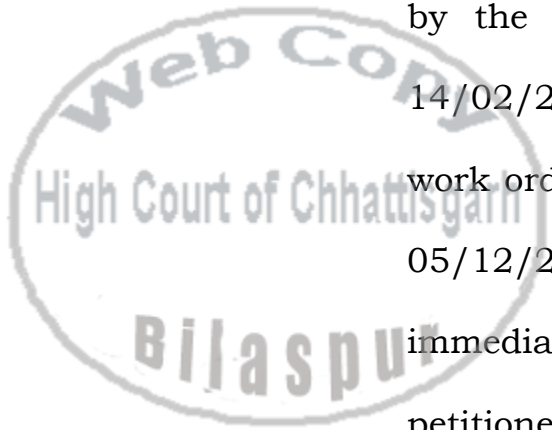 Web Copy
High Court of Chhattisgarh
Bilaspur
by the
14/02/2
work ord
05/12/2
immedia
petitione